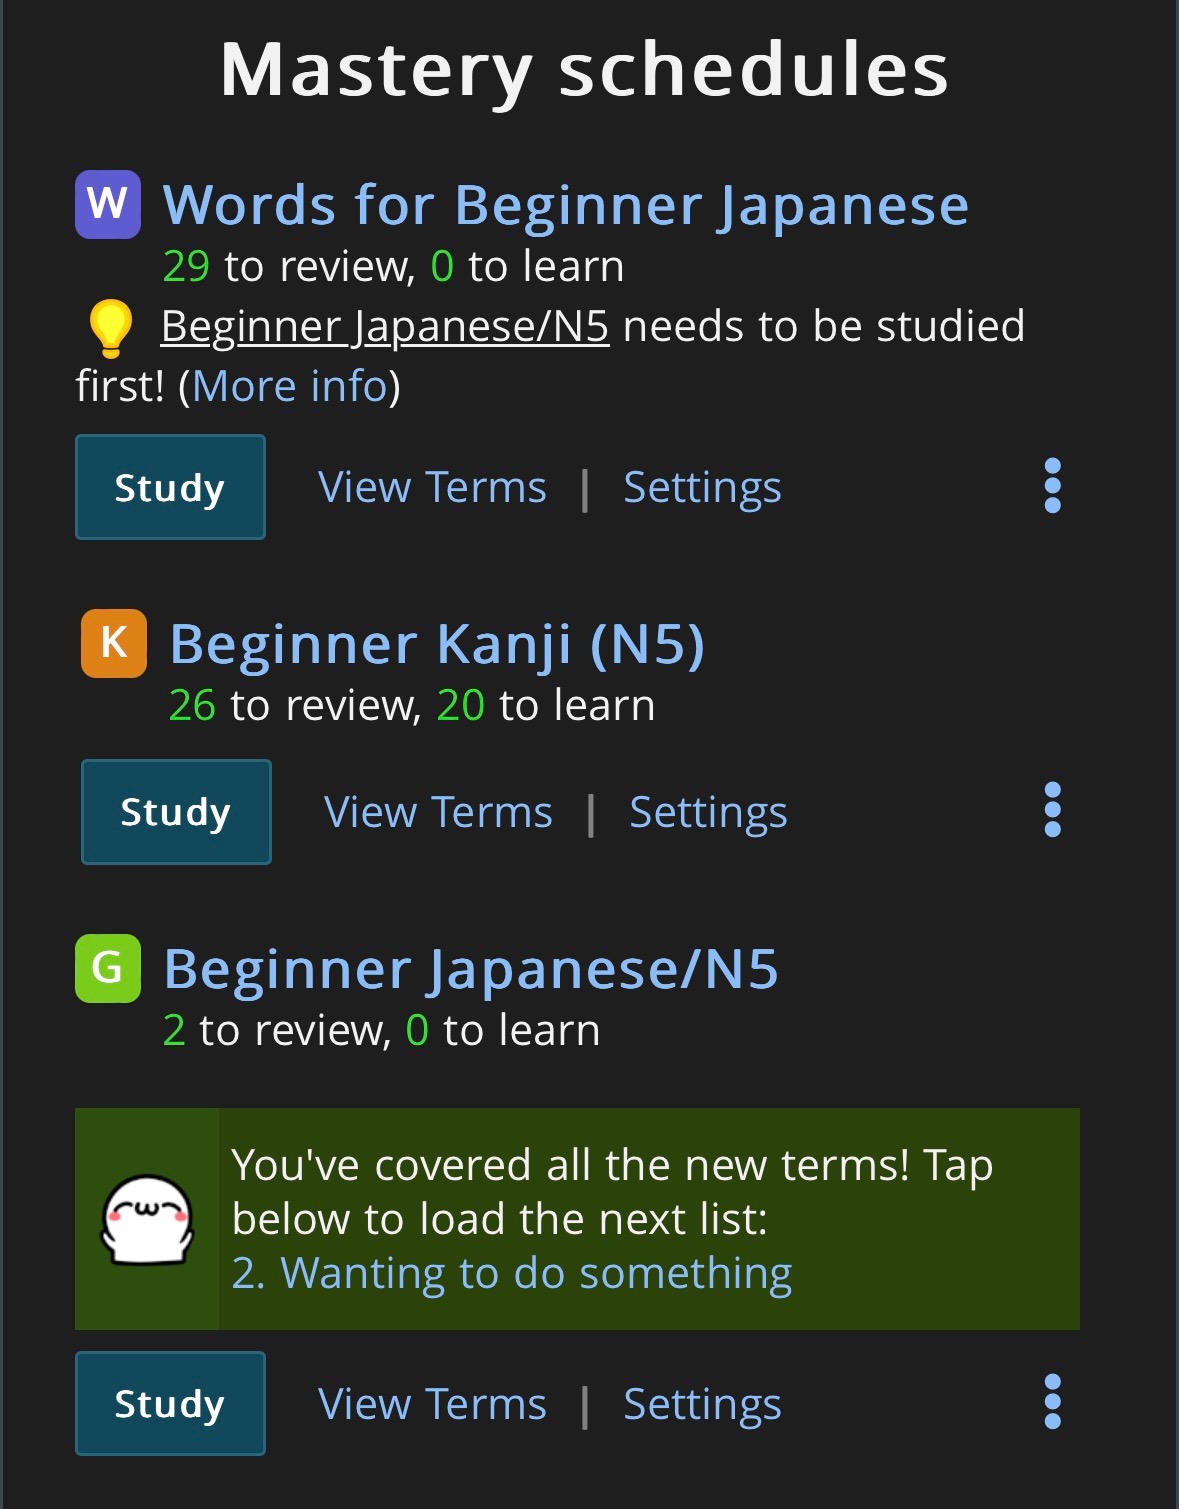 Mastery schedules
W Words for Beginner Japanese
29 to review, 0 to learn
Beginner Japanese/N5 needs to be studied
first! (More info)
Study View Terms | Settings
K Beginner Kanji (N5)
26 to review, 20 to learn
Study View Terms | Settings
G Beginner Japanese/N5
2 to review, 0 to learn
You've covered all the new terms! Tap
below to load the next list:
2. Wanting to do something
Study View Terms | Settings